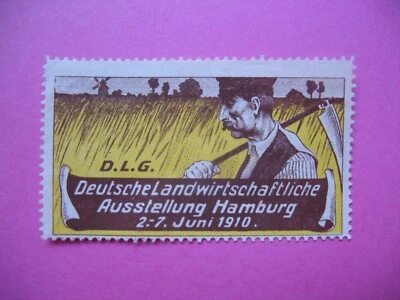 D.L.G.
Deutsche Landwirtschaftliche
Ausstellung Hamburg
2.-7. Juni 1910.